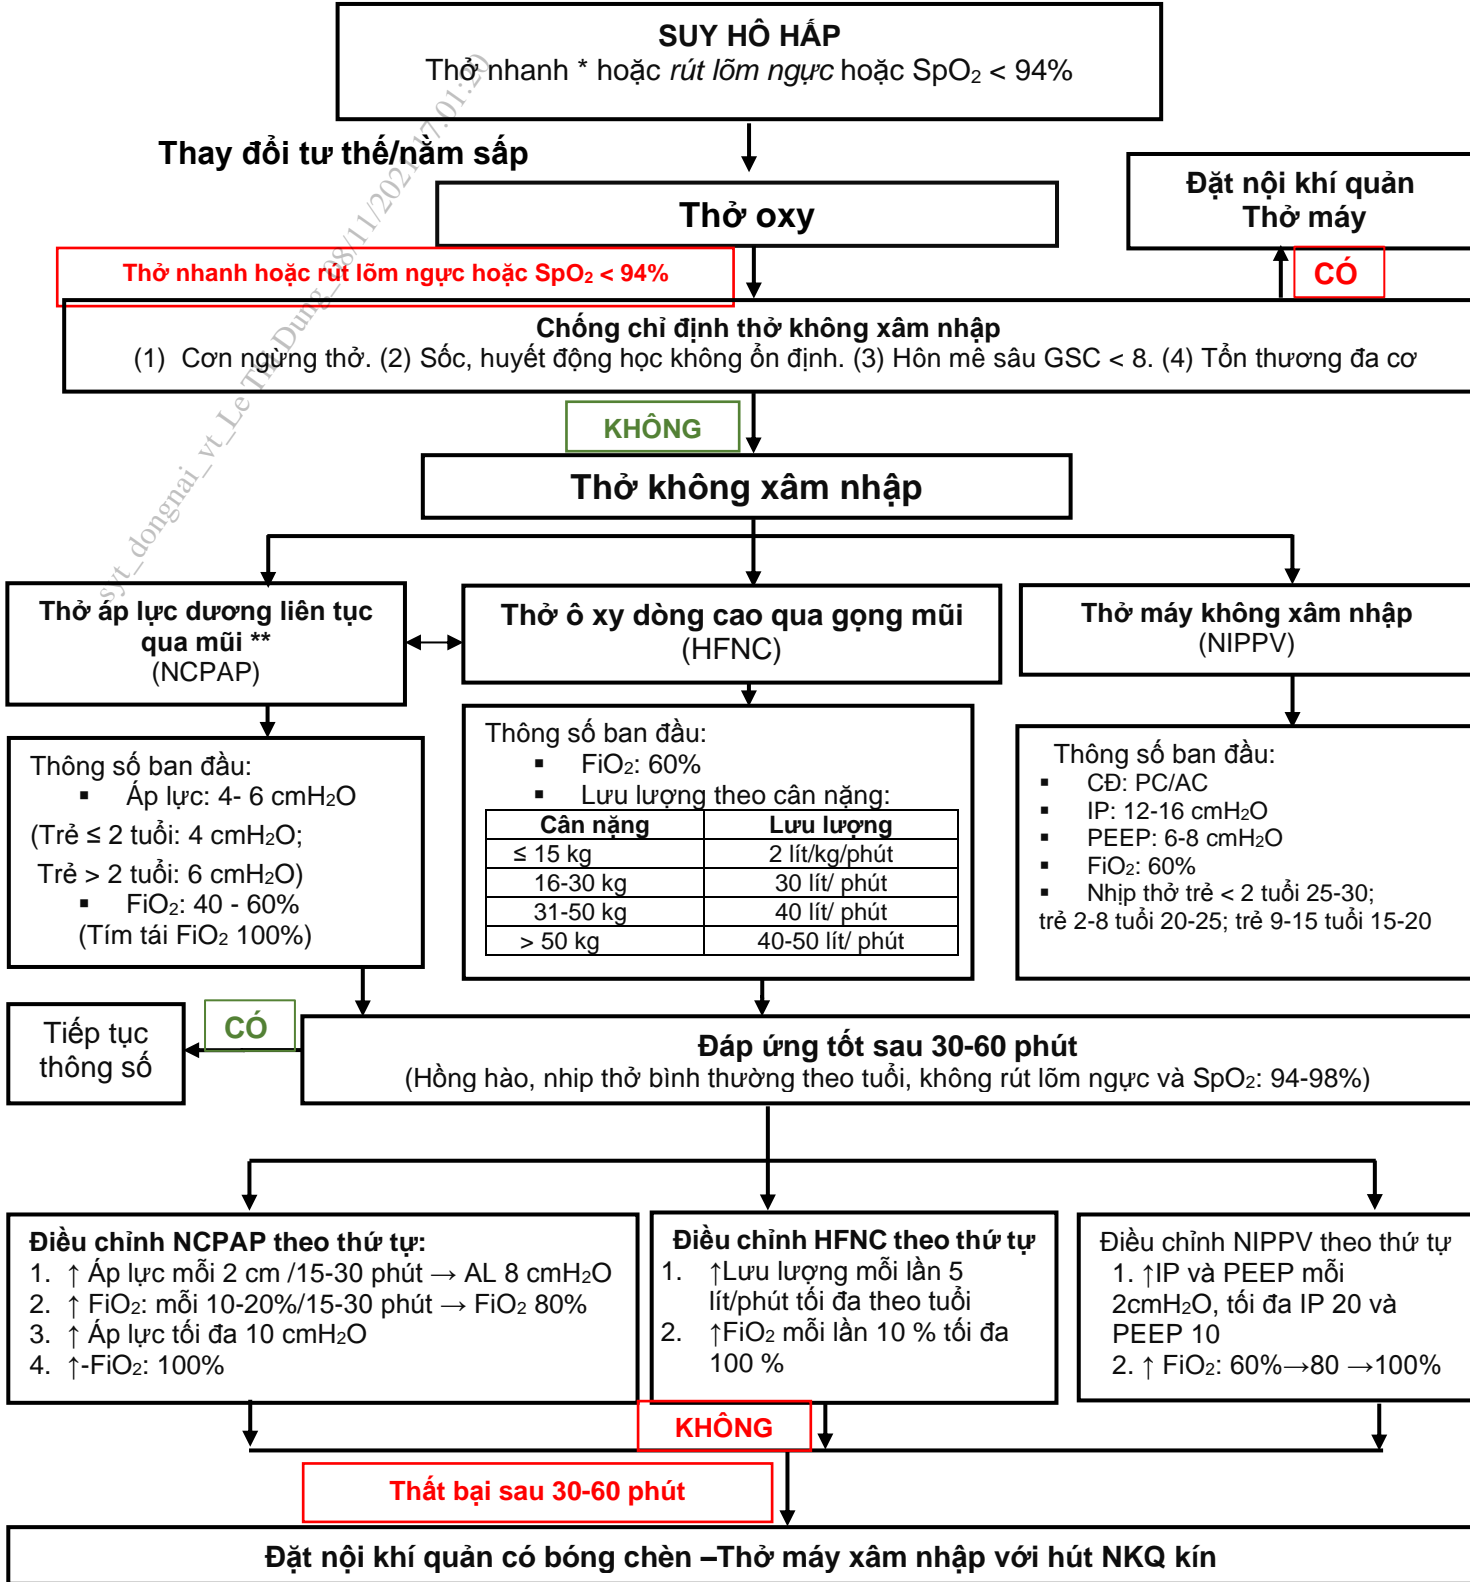 SUY HÔ HẤP
Thở nhanh * hoặc rút lõm ngực hoặc SpO₂ < 94%
Thay đổi tư thế/nằm sấp
Thở oxy
Đặt nội khí quản
Thở máy
Thở nhanh hoặc rút lõm ngực hoặc SpO₂ < 94%
CÓ
Chống chỉ định thở không xâm nhập
(1) Cơn ngừng thở. (2) Sốc, huyết động học không ổn định. (3) Hôn mê sâu GSC < 8. (4) Tổn thương đa cơ
KHÔNG
Thở không xâm nhập
Thở áp lực dương liên tục
qua mũi **
(NCPAP)
Thở ô xy dòng cao qua gọng mũi
(HFNC)
Thở máy không xâm nhập
(NIPPV)
Thông số ban đầu:
▪ Áp lực: 4- 6 cmH₂O
(Trẻ ≤ 2 tuổi: 4 cmH₂O;
Trẻ > 2 tuổi: 6 cmH₂O)
▪ FiO₂: 40 - 60%
(Tím tái FiO₂ 100%)
Thông số ban đầu:
▪ FiO₂: 60%
▪ Lưu lượng theo cân nặng:
Cân nặng Lưu lượng
≤ 15 kg 2 lít/kg/phút
16-30 kg 30 lít/ phút
31-50 kg 40 lít/ phút
> 50 kg 40-50 lít/ phút
Thông số ban đầu:
▪ CĐ: PC/AC
▪ IP: 12-16 cmH₂O
▪ PEEP: 6-8 cmH₂O
▪ FiO₂: 60%
▪ Nhịp thở trẻ < 2 tuổi 25-30;
trẻ 2-8 tuổi 20-25; trẻ 9-15 tuổi 15-20
Tiếp tục
thông số
CÓ
Đáp ứng tốt sau 30-60 phút
(Hồng hào, nhip thở bình thường theo tuổi, không rút lõm ngực và SpO₂: 94-98%)
Điều chỉnh NCPAP theo thứ tự:
1. ↑ Áp lực mỗi 2 cm /15-30 phút → AL 8 cmH₂O
2. ↑ FiO₂: mỗi 10-20%/15-30 phút → FiO₂ 80%
3. ↑ Áp lực tối đa 10 cmH₂O
4. ↑-FiO₂: 100%
Điều chỉnh HFNC theo thứ tự
1. ↑Lưu lượng mỗi lần 5
lít/phút tối đa theo tuổi
2. ↑FiO₂ mỗi lần 10 % tối đa
100 %
Điều chỉnh NIPPV theo thứ tự
1. ↑IP và PEEP mỗi
2cmH₂O, tối đa IP 20 và
PEEP 10
2. ↑ FiO₂: 60%→80 →100%
KHÔNG
Thất bại sau 30-60 phút
Đặt nội khí quản có bóng chèn –Thở máy xâm nhập với hút NKQ kín